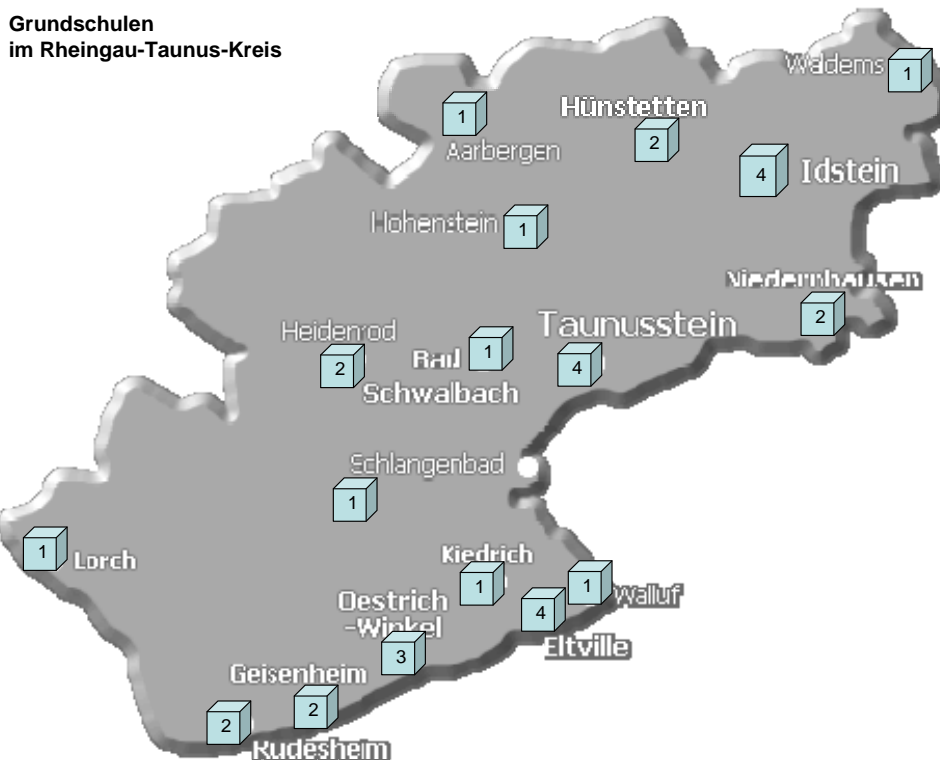 Grundschulen
im Rheingau-Taunus-Kreis
Waldems
1
1
Hünstetten
Aarbergen
2
4
Idstein
Hohenstein
1
Niedernhausen
2
Heidenrod
Taunusstein
2
Bad
1
4
Schwalbach
Schlangenbad
1
1
Lorch
Kiedrich
1
1
Walluf
Oestrich
-Winkel
4
Eltville
3
Geisenheim
2
2
Rüdesheim